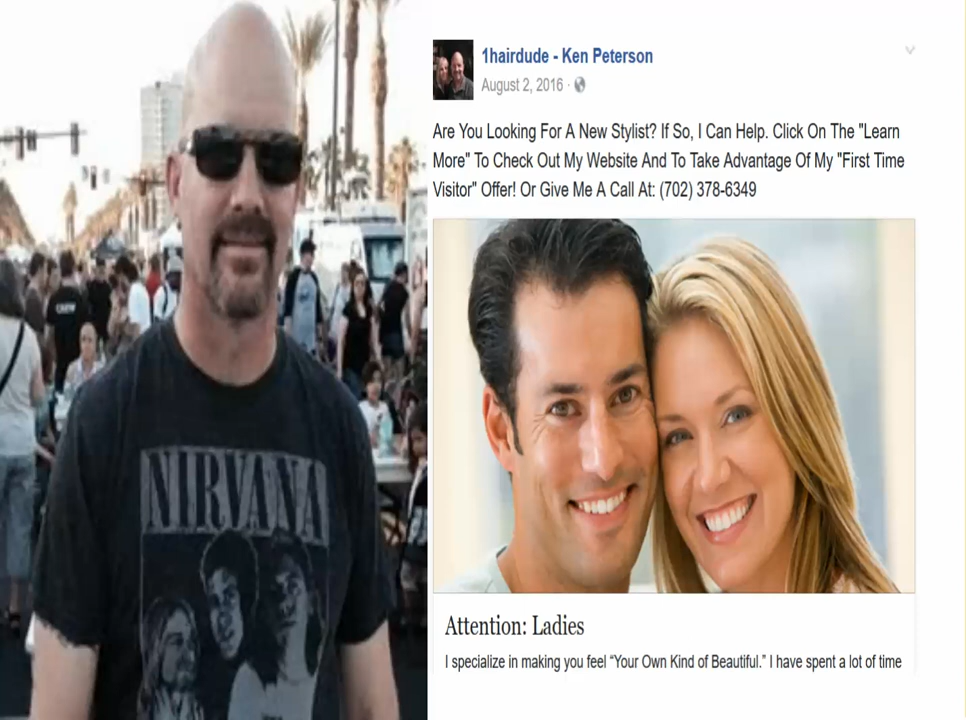 NIRVANA
1hairdude - Ken Peterson
August 2, 2016
Are You Looking For A New Stylist? If So, I Can Help. Click On The "Learn
More" To Check Out My Website And To Take Advantage Of My "First Time
Visitor" Offer! Or Give Me A Call At: (702) 378-6349
Attention: Ladies
I specialize in making you feel “Your Own Kind of Beautiful.” I have spent a lot of time